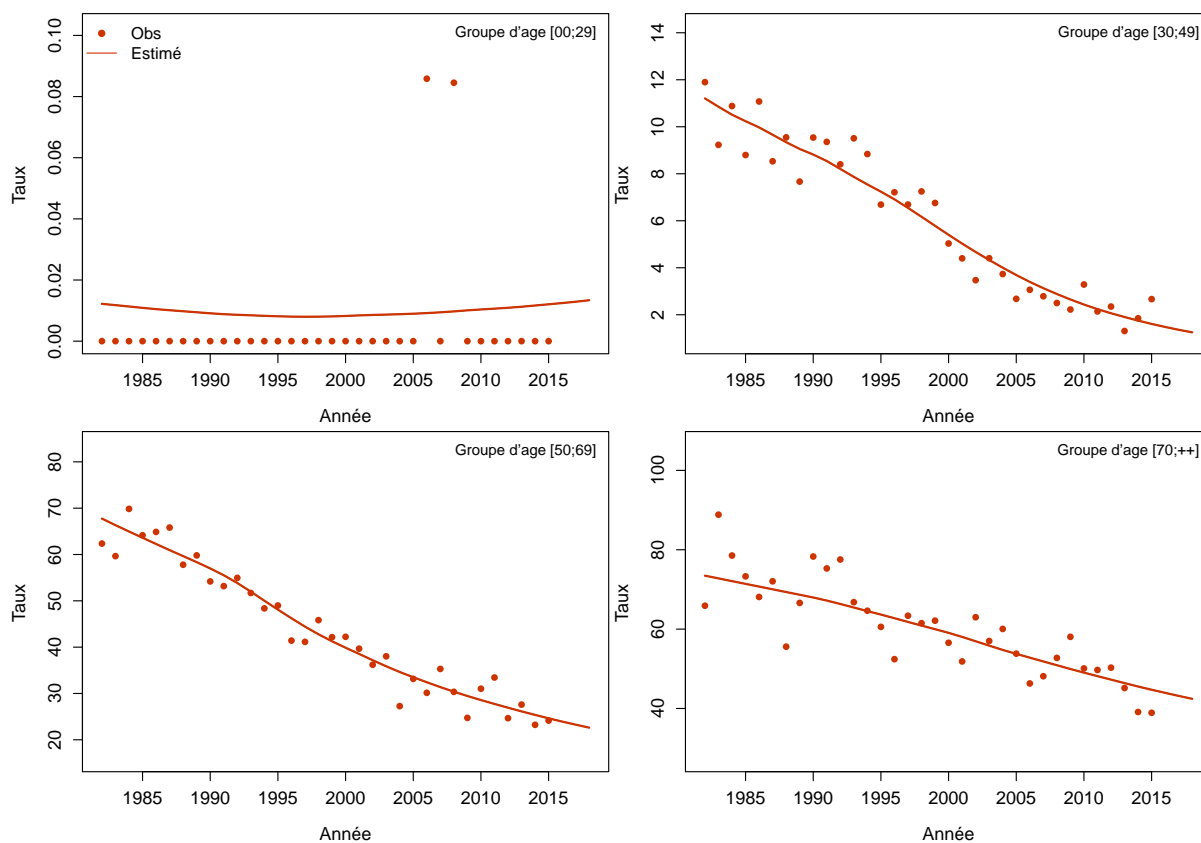 Obs
Estimé
Groupe d'age [00;29]
Taux
0.10
0.08
0.06
0.04
0.02
0.00
1985 1990 1995 2000 2005 2010 2015
Année
Groupe d'age [30;49]
Taux
14
12
10
8
6
4
2
1985 1990 1995 2000 2005 2010 2015
Année
Groupe d'age [50;69]
Taux
80
70
60
50
40
30
20
1985 1990 1995 2000 2005 2010 2015
Année
Groupe d'age [70;++]
Taux
100
80
60
40
1985 1990 1995 2000 2005 2010 2015
Année